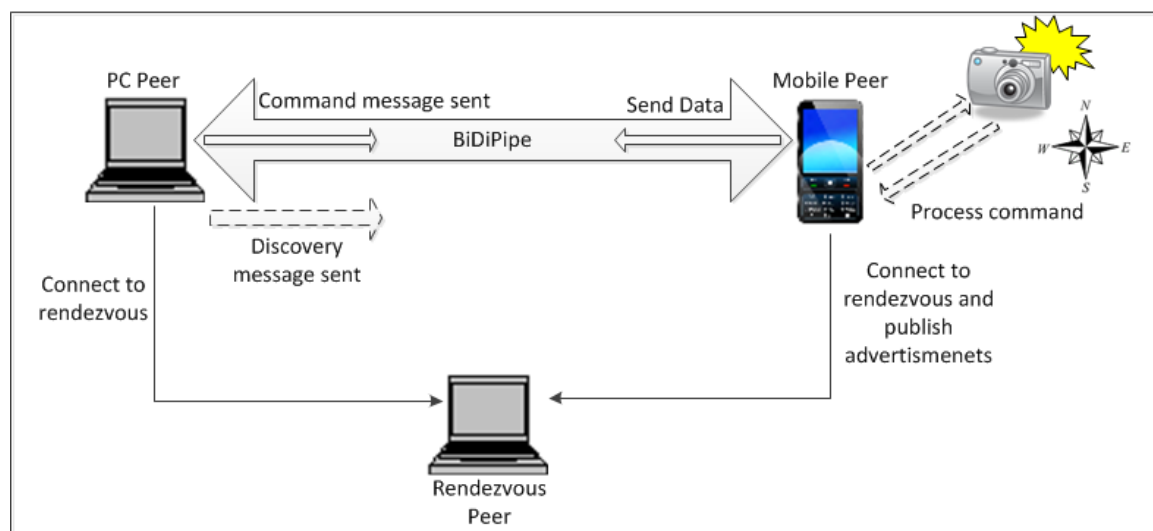 PC Peer
Command message sent
BiDiPipe
Send Data
Mobile Peer
N
W
E
S
Process command
Discovery
message sent
Connect to
rendezvous
Connect to
rendezvous and
publish
advertismenets
Rendezvous
Peer